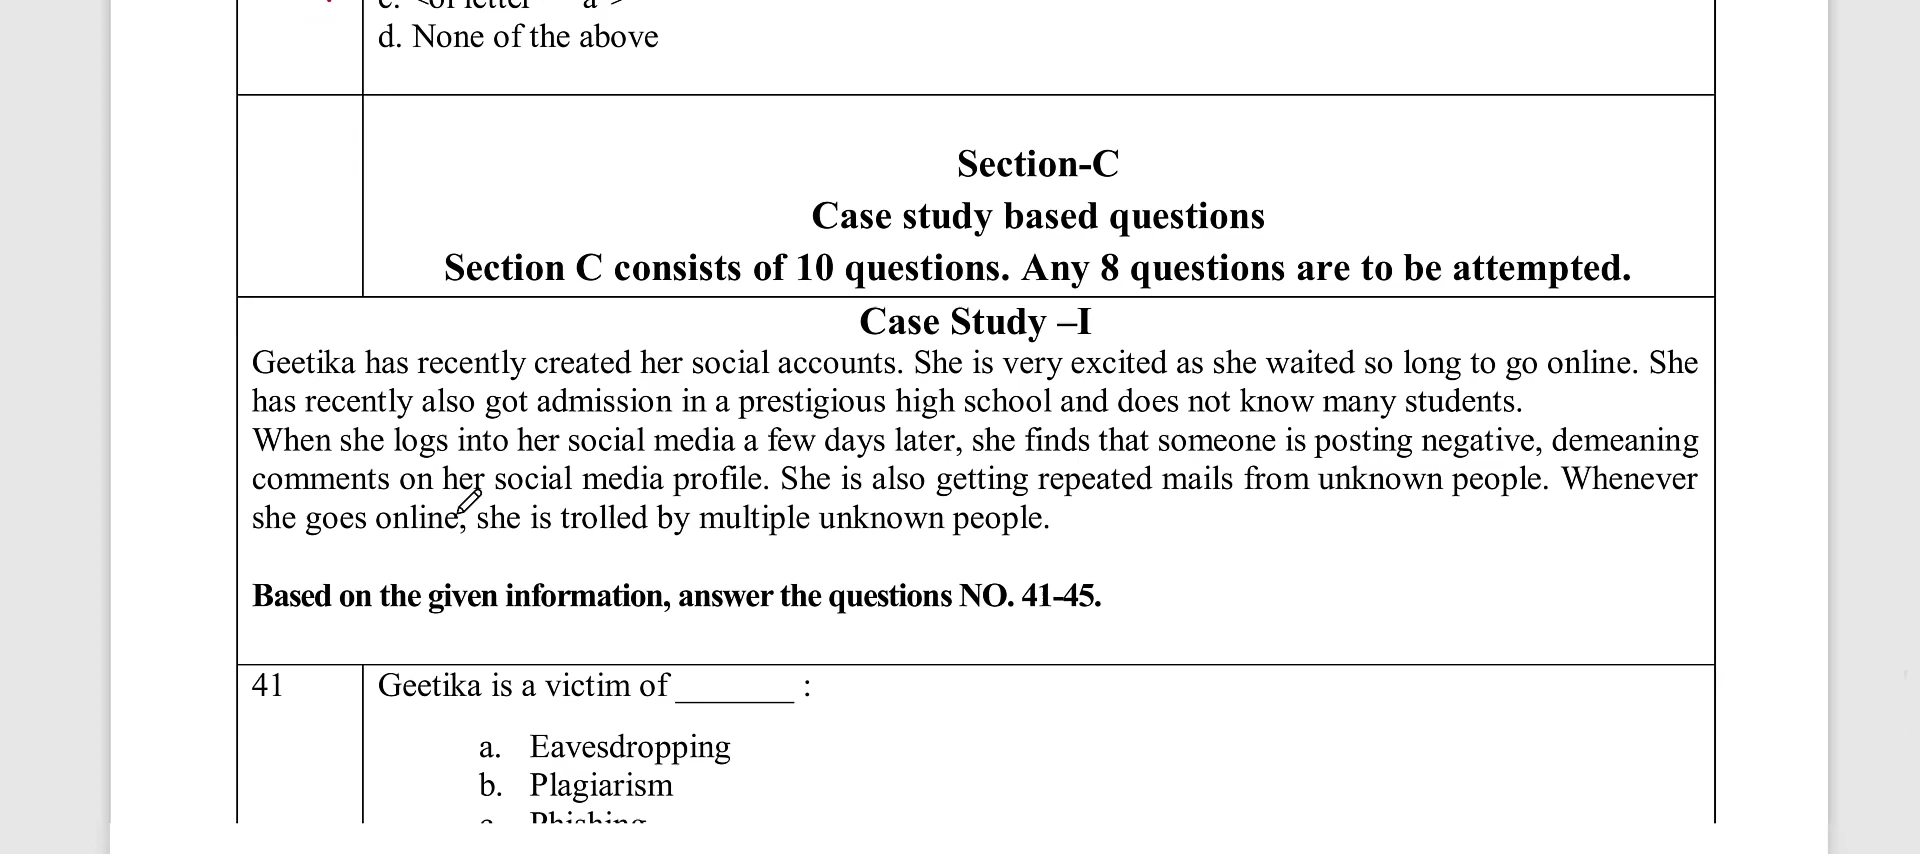 d. None of the above
Section-C
Case study based questions
Section C consists of 10 questions. Any 8 questions are to be attempted.
Case Study –I
Geetika has recently created her social accounts. She is very excited as she waited so long to go online. She
has recently also got admission in a prestigious high school and does not know many students.
When she logs into her social media a few days later, she finds that someone is posting negative, demeaning
comments on her social media profile. She is also getting repeated mails from unknown people. Whenever
she goes online, she is trolled by multiple unknown people.
Based on the given information, answer the questions NO. 41-45.
41 Geetika is a victim of ________ :
a. Eavesdropping
b. Plagiarism
c. Phishing